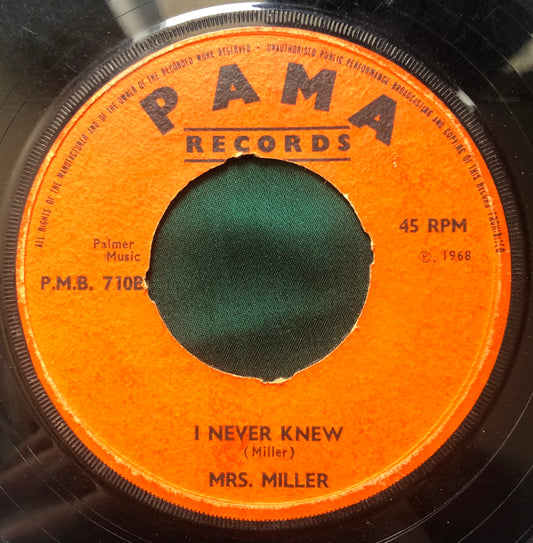 ALL RIGHTS OF THE MANUFACTURER AND OF THE OWNER OF THE RECORDED WORK RESERVED - UNAUTHORISED PUBLIC PERFORMANCE BROADCASTING AND COPYING OF THIS RECORD PROHIBITED
PAMA
RECORDS
45 RPM
Palmer
Music
℗ 1968
P.M.B. 710B
I NEVER KNEW
(Miller)
MRS. MILLER